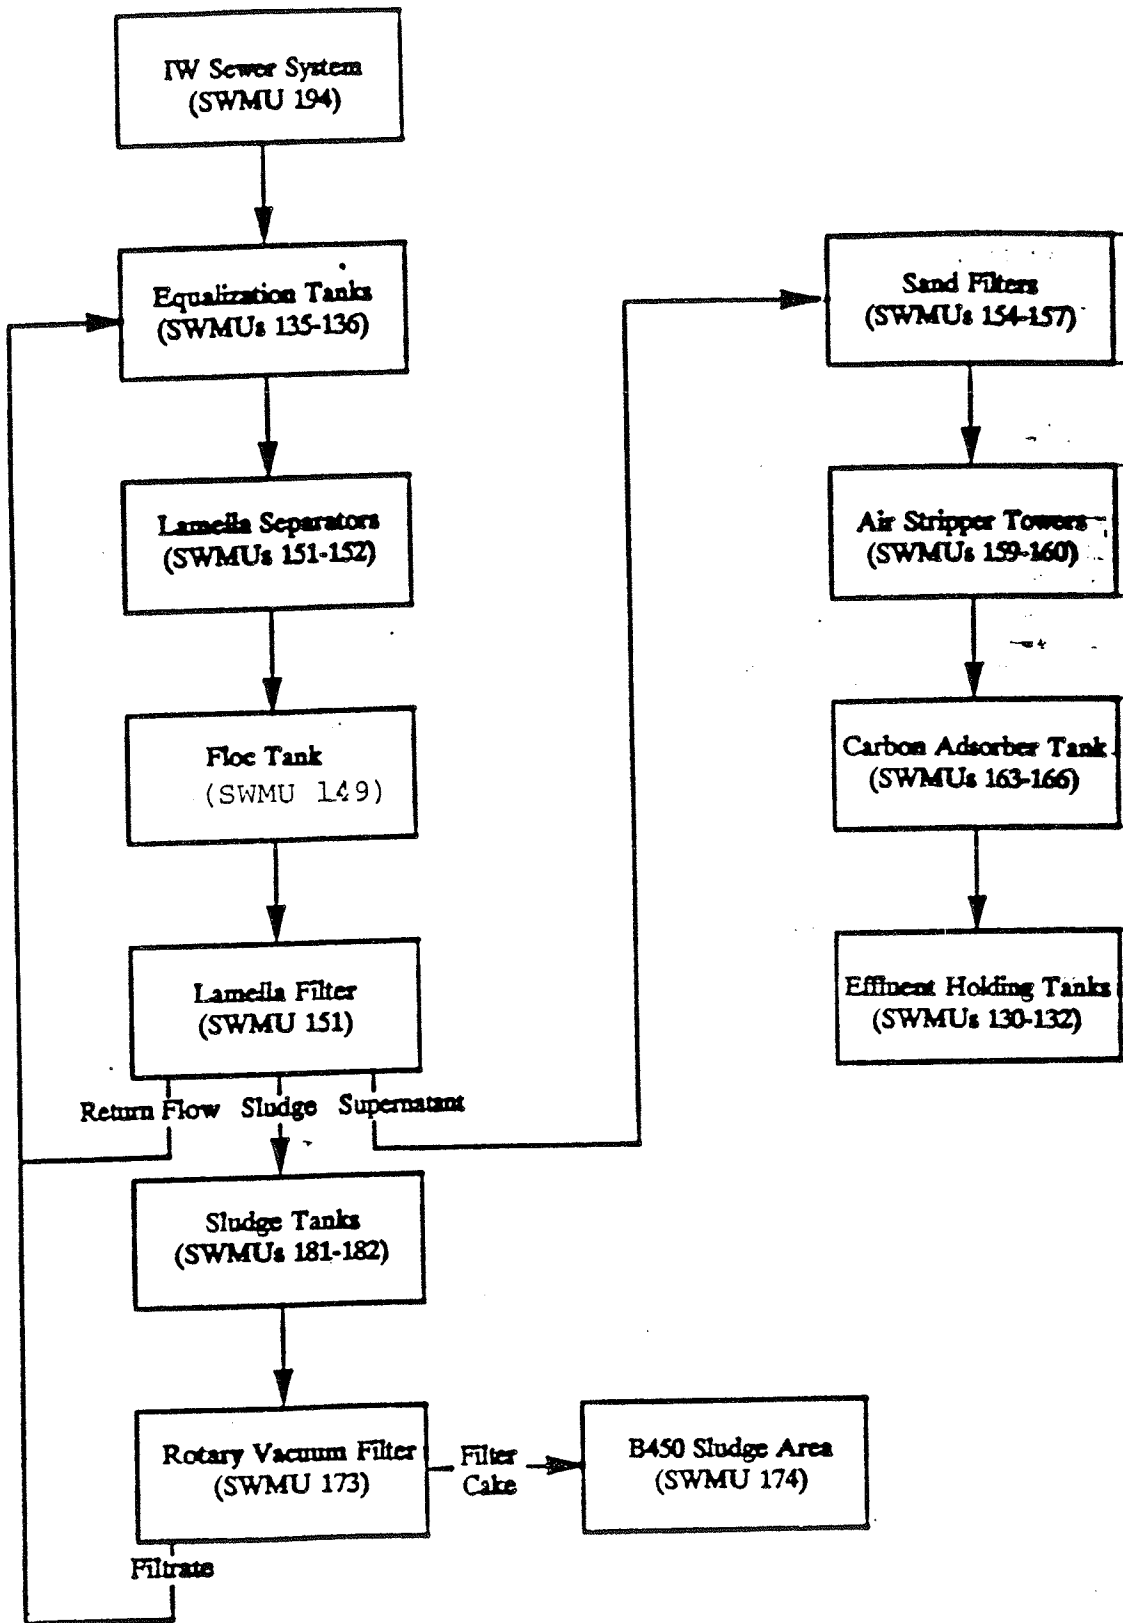 IW Sewer System
(SWMU 194)
Equalization Tanks
(SWMUs 135-136)
Lamella Separators
(SWMUs 151-152)
Floc Tank
(SWMU 149)
Lamella Filter
(SWMU 151)
Return Flow
Sludge
Supernatant
Sludge Tanks
(SWMUs 181-182)
Rotary Vacuum Filter
(SWMU 173)
Filtrate
Filter
Cake
B450 Sludge Area
(SWMU 174)
Sand Filters
(SWMUs 154-157)
Air Stripper Towers
(SWMUs 159-160)
Carbon Adsorber Tank
(SWMUs 163-166)
Effluent Holding Tanks
(SWMUs 130-132)